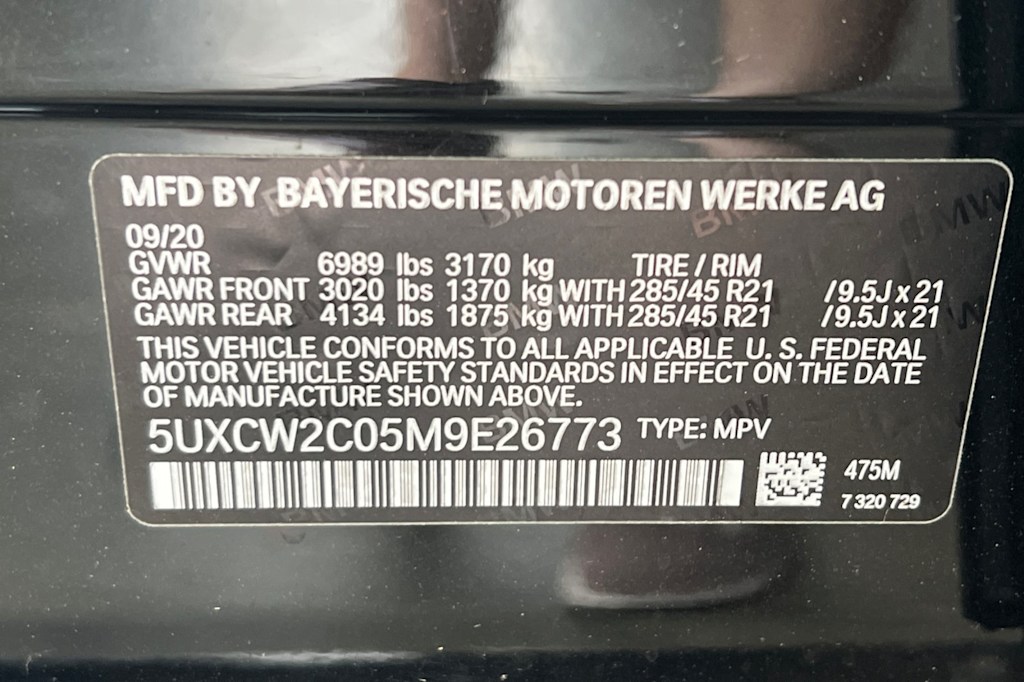 MFD BY BAYERISCHE MOTOREN WERKE AG
09/20
GVWR 6989 lbs 3170 kg TIRE / RIM
GAWR FRONT 3020 lbs 1370 kg WITH 285/45 R21 /9.5J x 21
GAWR REAR 4134 lbs 1875 kg WITH 285/45 R21 /9.5J x 21
THIS VEHICLE CONFORMS TO ALL APPLICABLE U. S. FEDERAL
MOTOR VEHICLE SAFETY STANDARDS IN EFFECT ON THE DATE
OF MANUFACTURE SHOWN ABOVE.
5UXCW2C05M9E26773 TYPE: MPV
475M
7 320 729